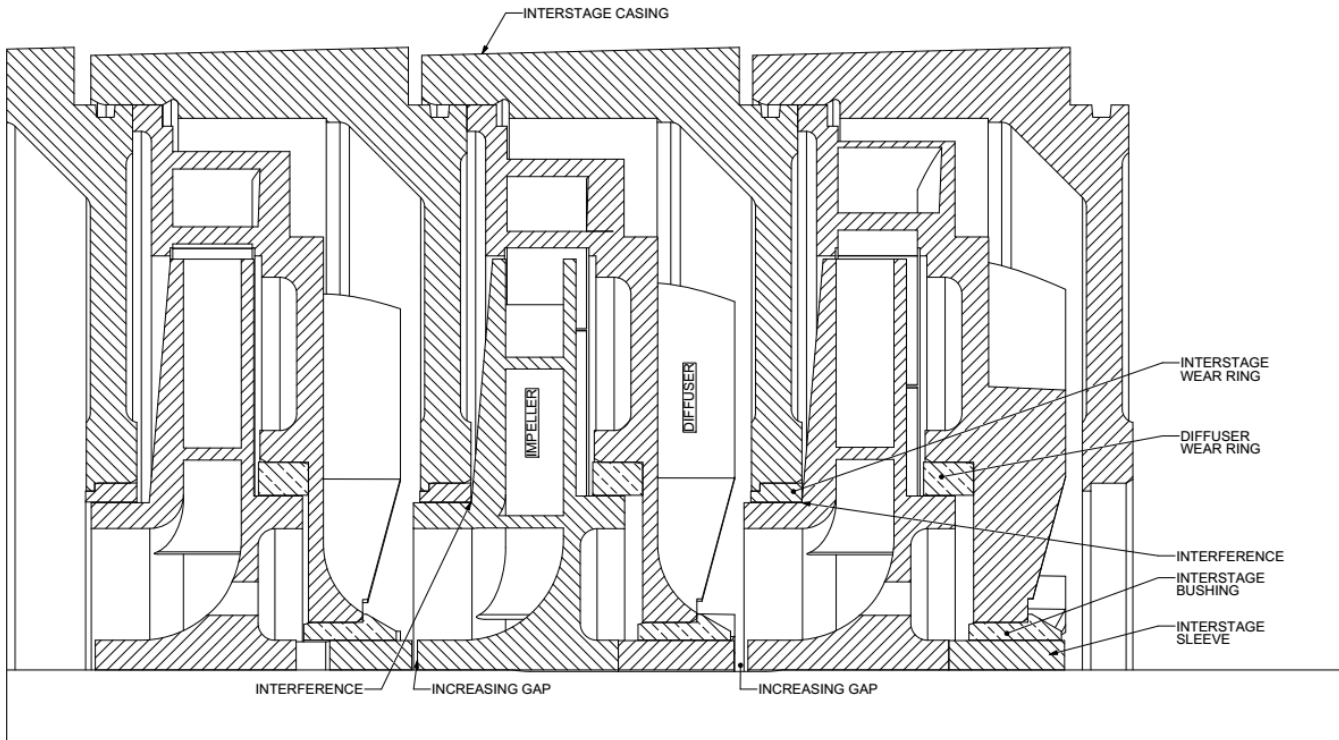 INTERSTAGE CASING
IMPELLER
DIFFUSER
INTERSTAGE
WEAR RING
DIFFUSER
WEAR RING
INTERFERENCE
INTERSTAGE
BUSHING
INTERSTAGE
SLEEVE
INTERFERENCE
INCREASING GAP
INCREASING GAP